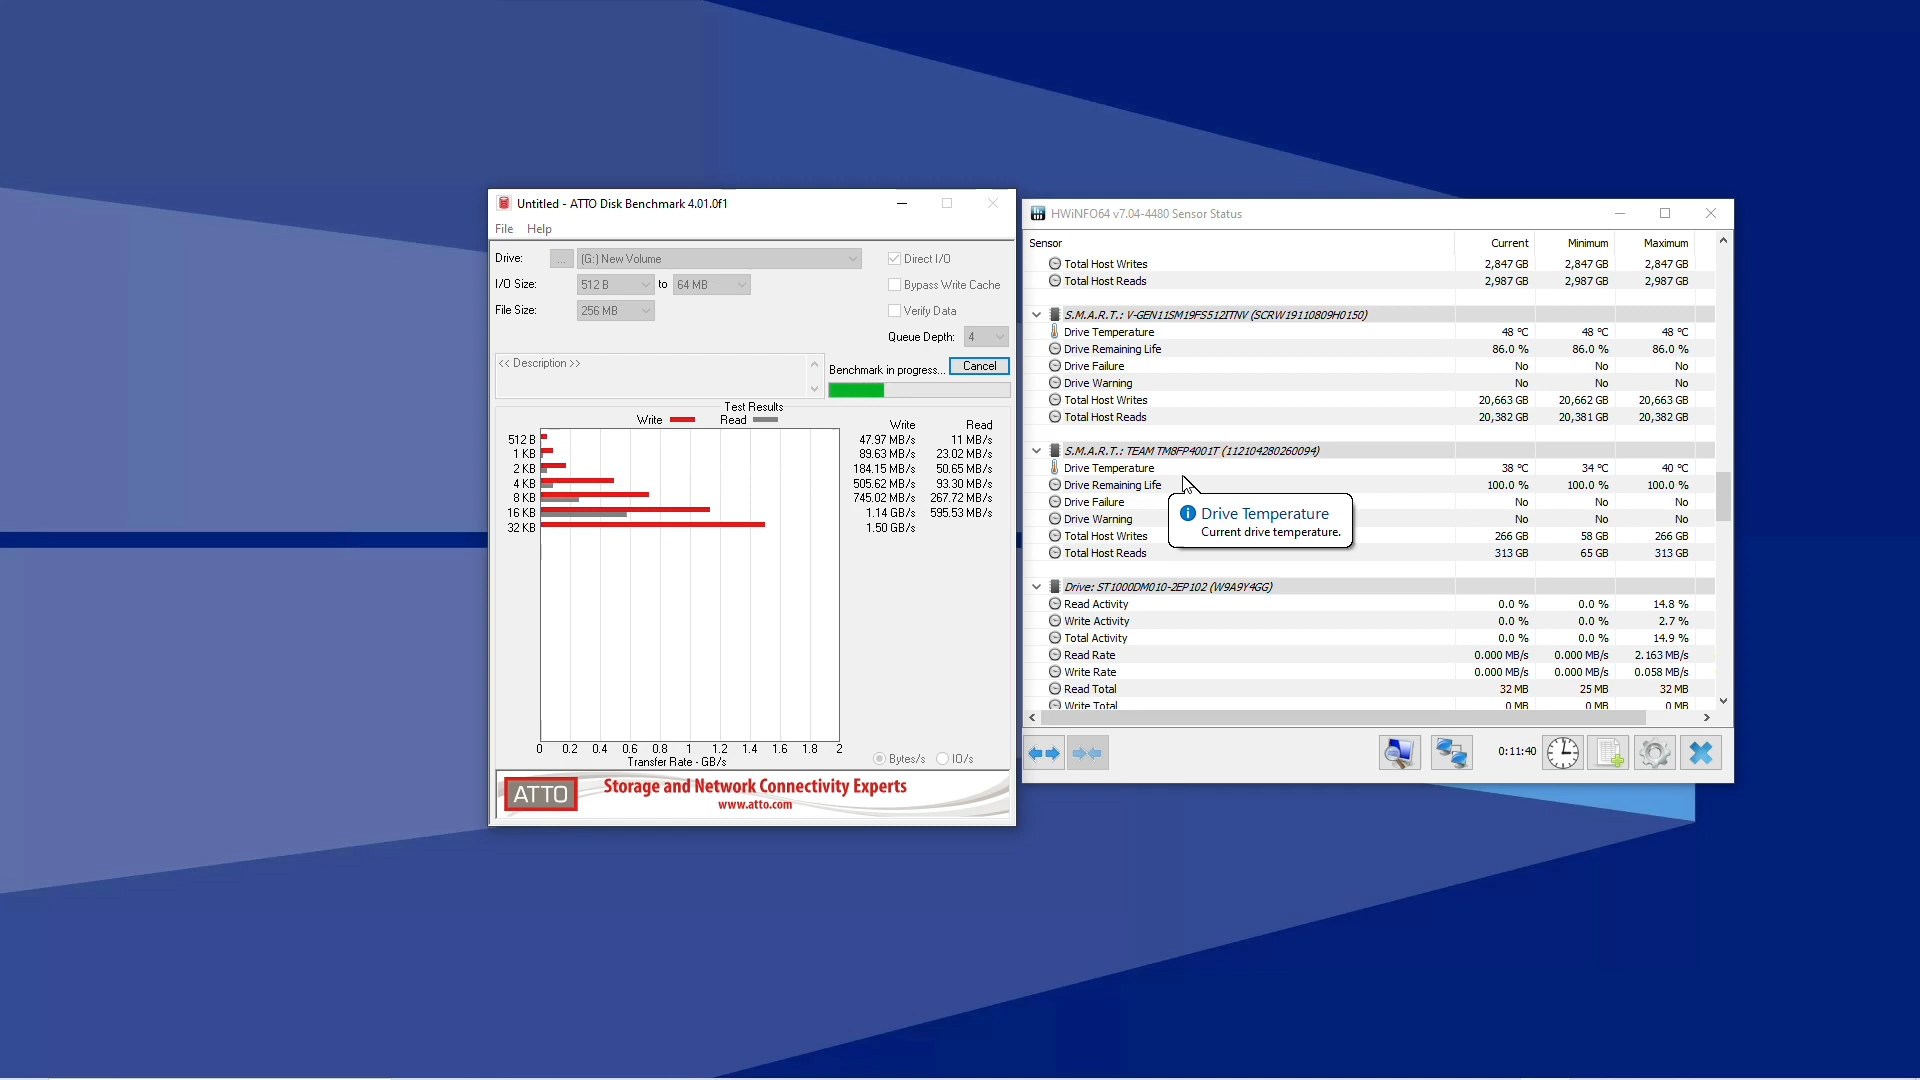 Untitled - ATTO Disk Benchmark 4.01.0f1
File Help
Drive: ... (G:) New Volume
Direct I/O
I/O Size: 512 B to 64 MB
Bypass Write Cache
File Size: 256 MB
Verify Data
Queue Depth: 4
<< Description >>
Benchmark in progress... Cancel
Test Results
Write Read
Write Read
512 B 47.97 MB/s 11 MB/s
1 KB 89.63 MB/s 23.02 MB/s
2 KB 184.15 MB/s 50.65 MB/s
4 KB 505.62 MB/s 93.30 MB/s
8 KB 745.02 MB/s 267.72 MB/s
16 KB 1.14 GB/s 595.53 MB/s
32 KB 1.50 GB/s
0 0.2 0.4 0.6 0.8 1 1.2 1.4 1.6 1.8 2
Transfer Rate - GB/s
Bytes/s IO/s
ATTO
Storage and Network Connectivity Experts
www.atto.com
HWiNFO64 v7.04-4480 Sensor Status
Sensor Current Minimum Maximum
Total Host Writes 2,847 GB 2,847 GB 2,847 GB
Total Host Reads 2,987 GB 2,987 GB 2,987 GB
S.M.A.R.T.: V-GEN11SM19FS512ITNV (SCRW19110809H0150)
Drive Temperature 48 °C 48 °C 48 °C
Drive Remaining Life 86.0 % 86.0 % 86.0 %
Drive Failure No No No
Drive Warning No No No
Total Host Writes 20,663 GB 20,662 GB 20,663 GB
Total Host Reads 20,382 GB 20,381 GB 20,382 GB
S.M.A.R.T.: TEAM TM8FP4001T (112104280260094)
Drive Temperature 38 °C 34 °C 40 °C
Drive Remaining Life 100.0 % 100.0 % 100.0 %
Drive Failure No No No
Drive Warning No No No
Total Host Writes 266 GB 58 GB 266 GB
Total Host Reads 313 GB 65 GB 313 GB
Drive Temperature
Current drive temperature.
Drive: ST1000DM010-2EP102 (W9A9Y4GG)
Read Activity 0.0 % 0.0 % 14.8 %
Write Activity 0.0 % 0.0 % 2.7 %
Total Activity 0.0 % 0.0 % 14.9 %
Read Rate 0.000 MB/s 0.000 MB/s 2.163 MB/s
Write Rate 0.000 MB/s 0.000 MB/s 0.058 MB/s
Read Total 32 MB 25 MB 32 MB
Write Total 0 MB 0 MB 0 MB
0:11:40